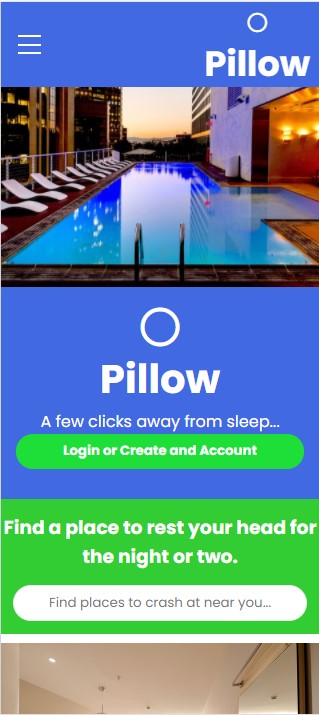 Pillow
Pillow
A few clicks away from sleep...
Login or Create and Account
Find a place to rest your head for
the night or two.
Find places to crash at near you...